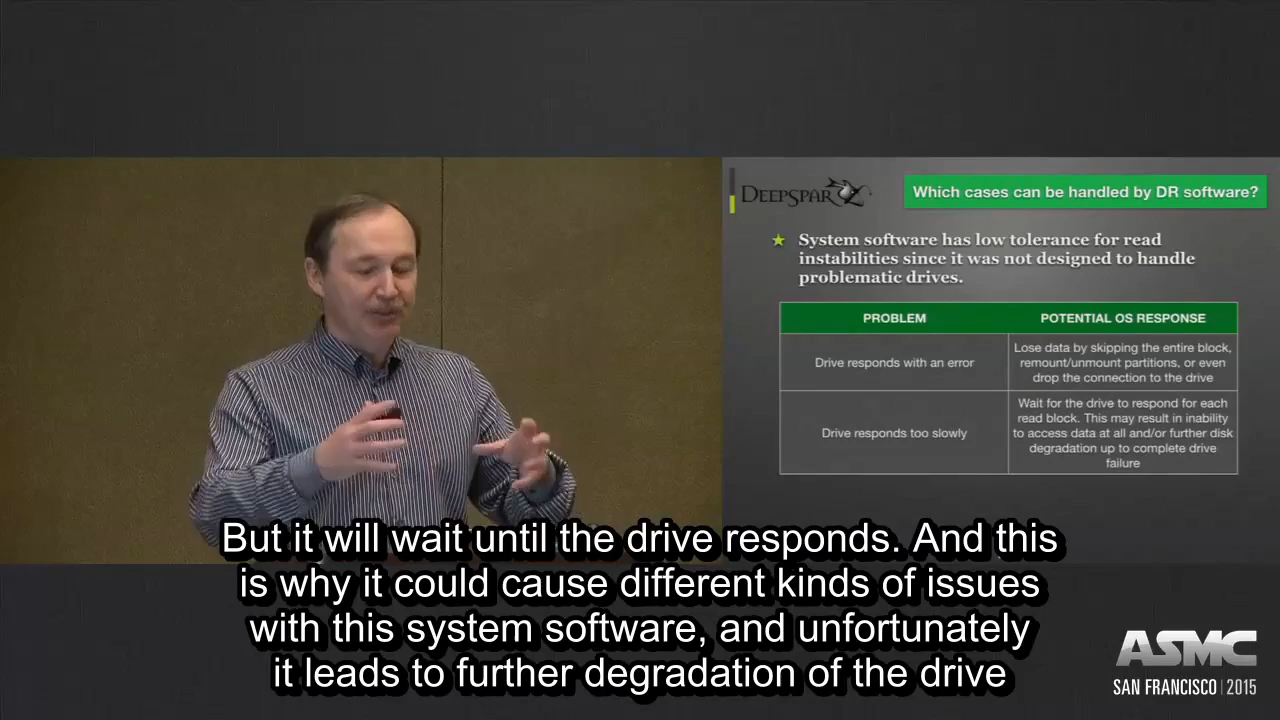 DEEPSPAR
Which cases can be handled by DR software?
System software has low tolerance for read
instabilities since it was not designed to handle
problematic drives.
PROBLEM
POTENTIAL OS RESPONSE
Drive responds with an error
Lose data by skipping the entire block,
remount/unmount partitions, or even
drop the connection to the drive
Drive responds too slowly
Wait for the drive to respond for each
read block. This may result in inability
to access data at all and/or further disk
degradation up to complete drive
failure
But it will wait until the drive responds. And this
is why it could cause different kinds of issues
with this system software, and unfortunately
it leads to further degradation of the drive
ASMC
SAN FRANCISCO | 2015